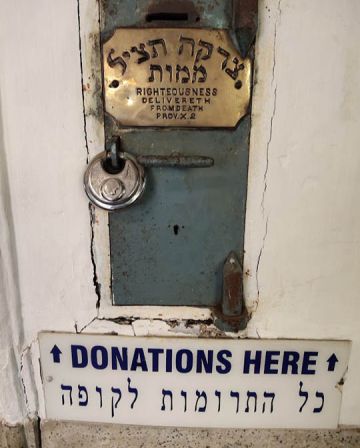 צדקה תציל
ממות
RIGHTEOUSNESS
DELIVERETH
FROM DEATH
PROV. X. 2
↑ DONATIONS HERE ↑
כל התרומות לקופה